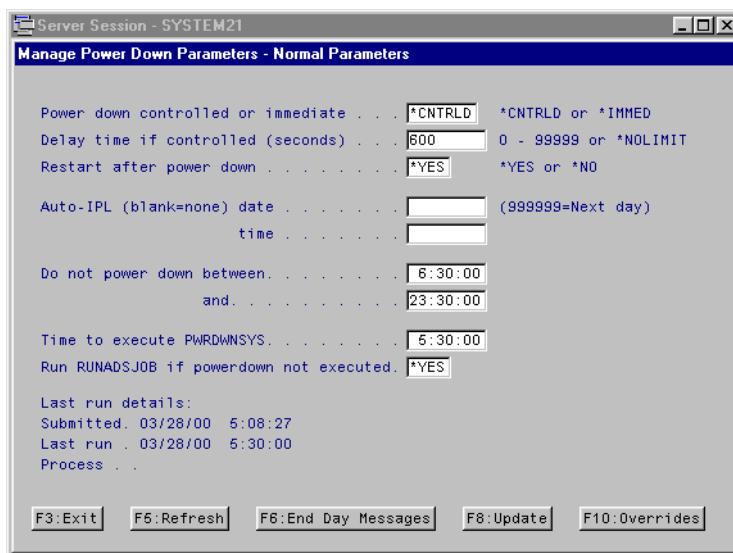 Server Session - SYSTEM21
Manage Power Down Parameters - Normal Parameters
Power down controlled or immediate . . . *CNTRLD *CNTRLD or *IMMED
Delay time if controlled (seconds) . . . 600 0 - 99999 or *NOLIMIT
Restart after power down . . . . . . . . *YES *YES or *NO
Auto-IPL (blank=none) date . . . . . . . (999999=Next day)
time . . . . . . .
Do not power down between. . . . . . . . 6:30:00
and. . . . . . . . . . 23:30:00
Time to execute PWRDWNSYS. . . . . . . . 5:30:00
Run RUNADSJOB if powerdown not executed. *YES
Last run details:
Submitted. 03/28/00 5:08:27
Last run . 03/28/00 5:30:00
Process . .
F3:Exit F5:Refresh F6:End Day Messages F8:Update F10:Overrides